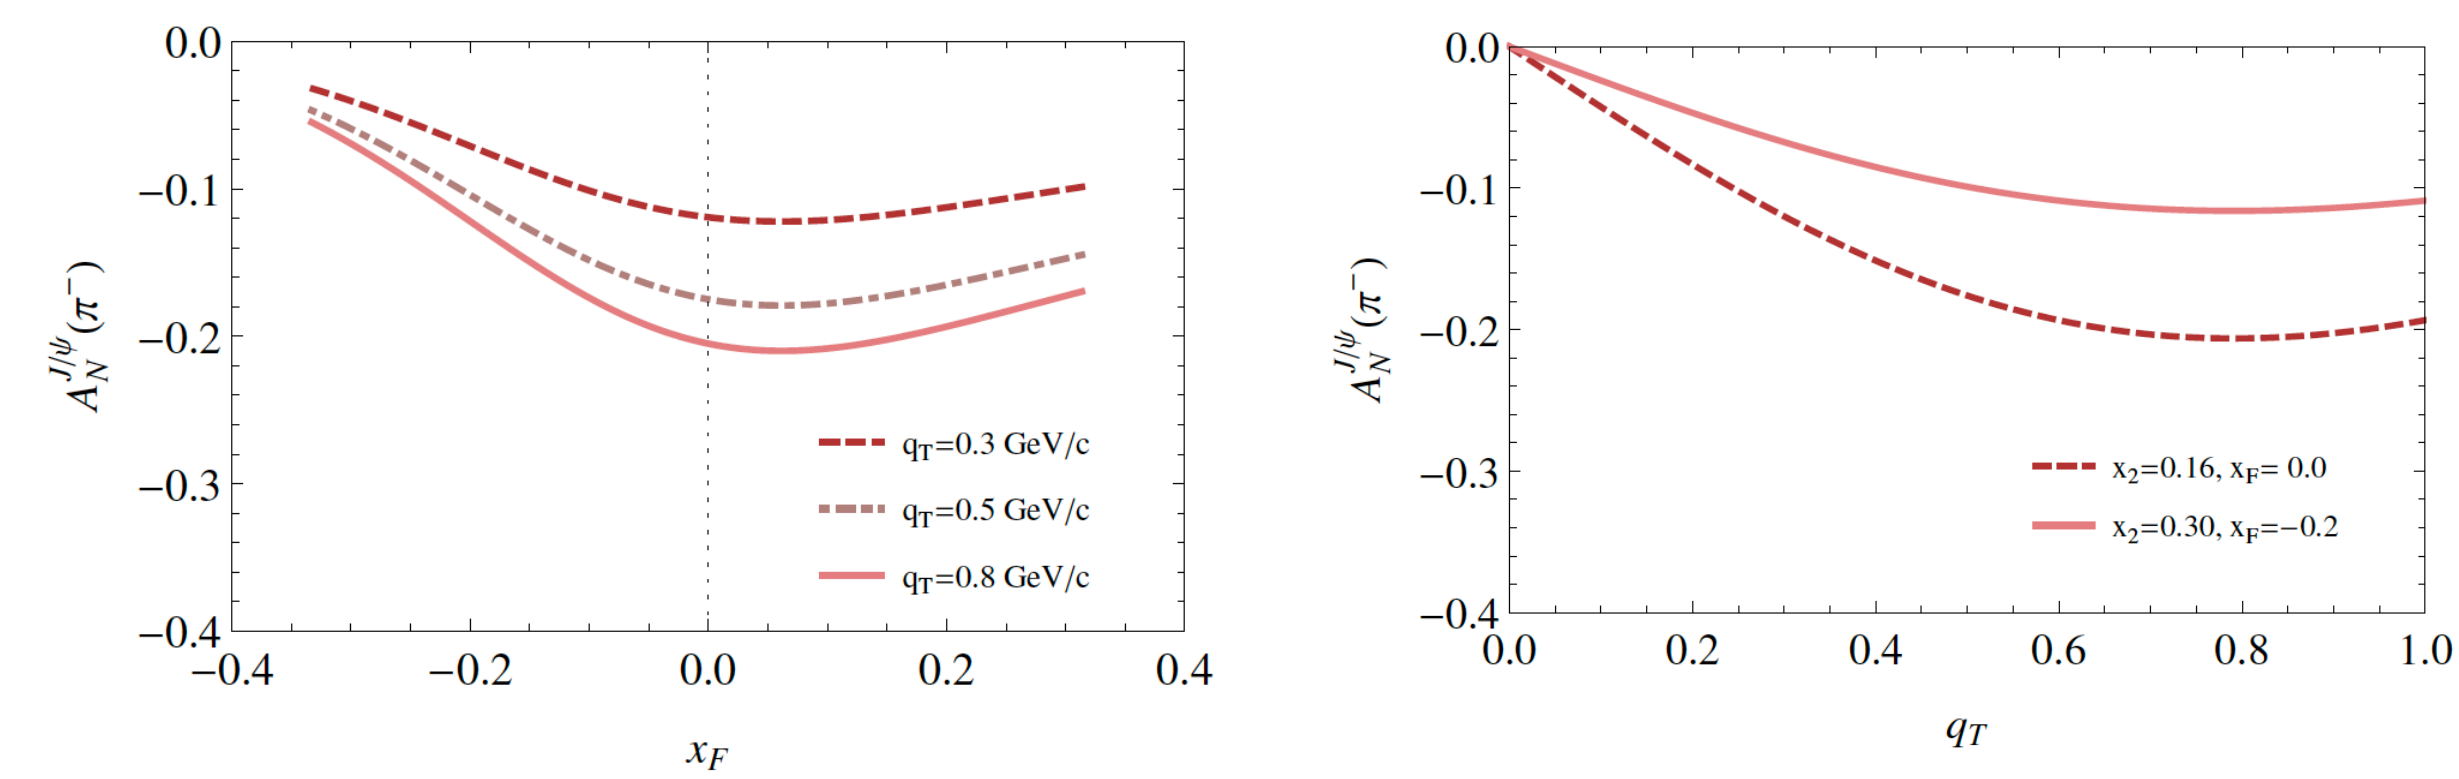 0.0
−0.1
−0.2
−0.3
−0.4
A_N^{J/ψ}(π⁻)
q_T=0.3 GeV/c
q_T=0.5 GeV/c
q_T=0.8 GeV/c
−0.4 −0.2 0.0 0.2 0.4
x_F
0.0
−0.1
−0.2
−0.3
−0.4
A_N^{J/ψ}(π⁻)
x₂=0.16, x_F= 0.0
x₂=0.30, x_F=−0.2
0.0 0.2 0.4 0.6 0.8 1.0
q_T